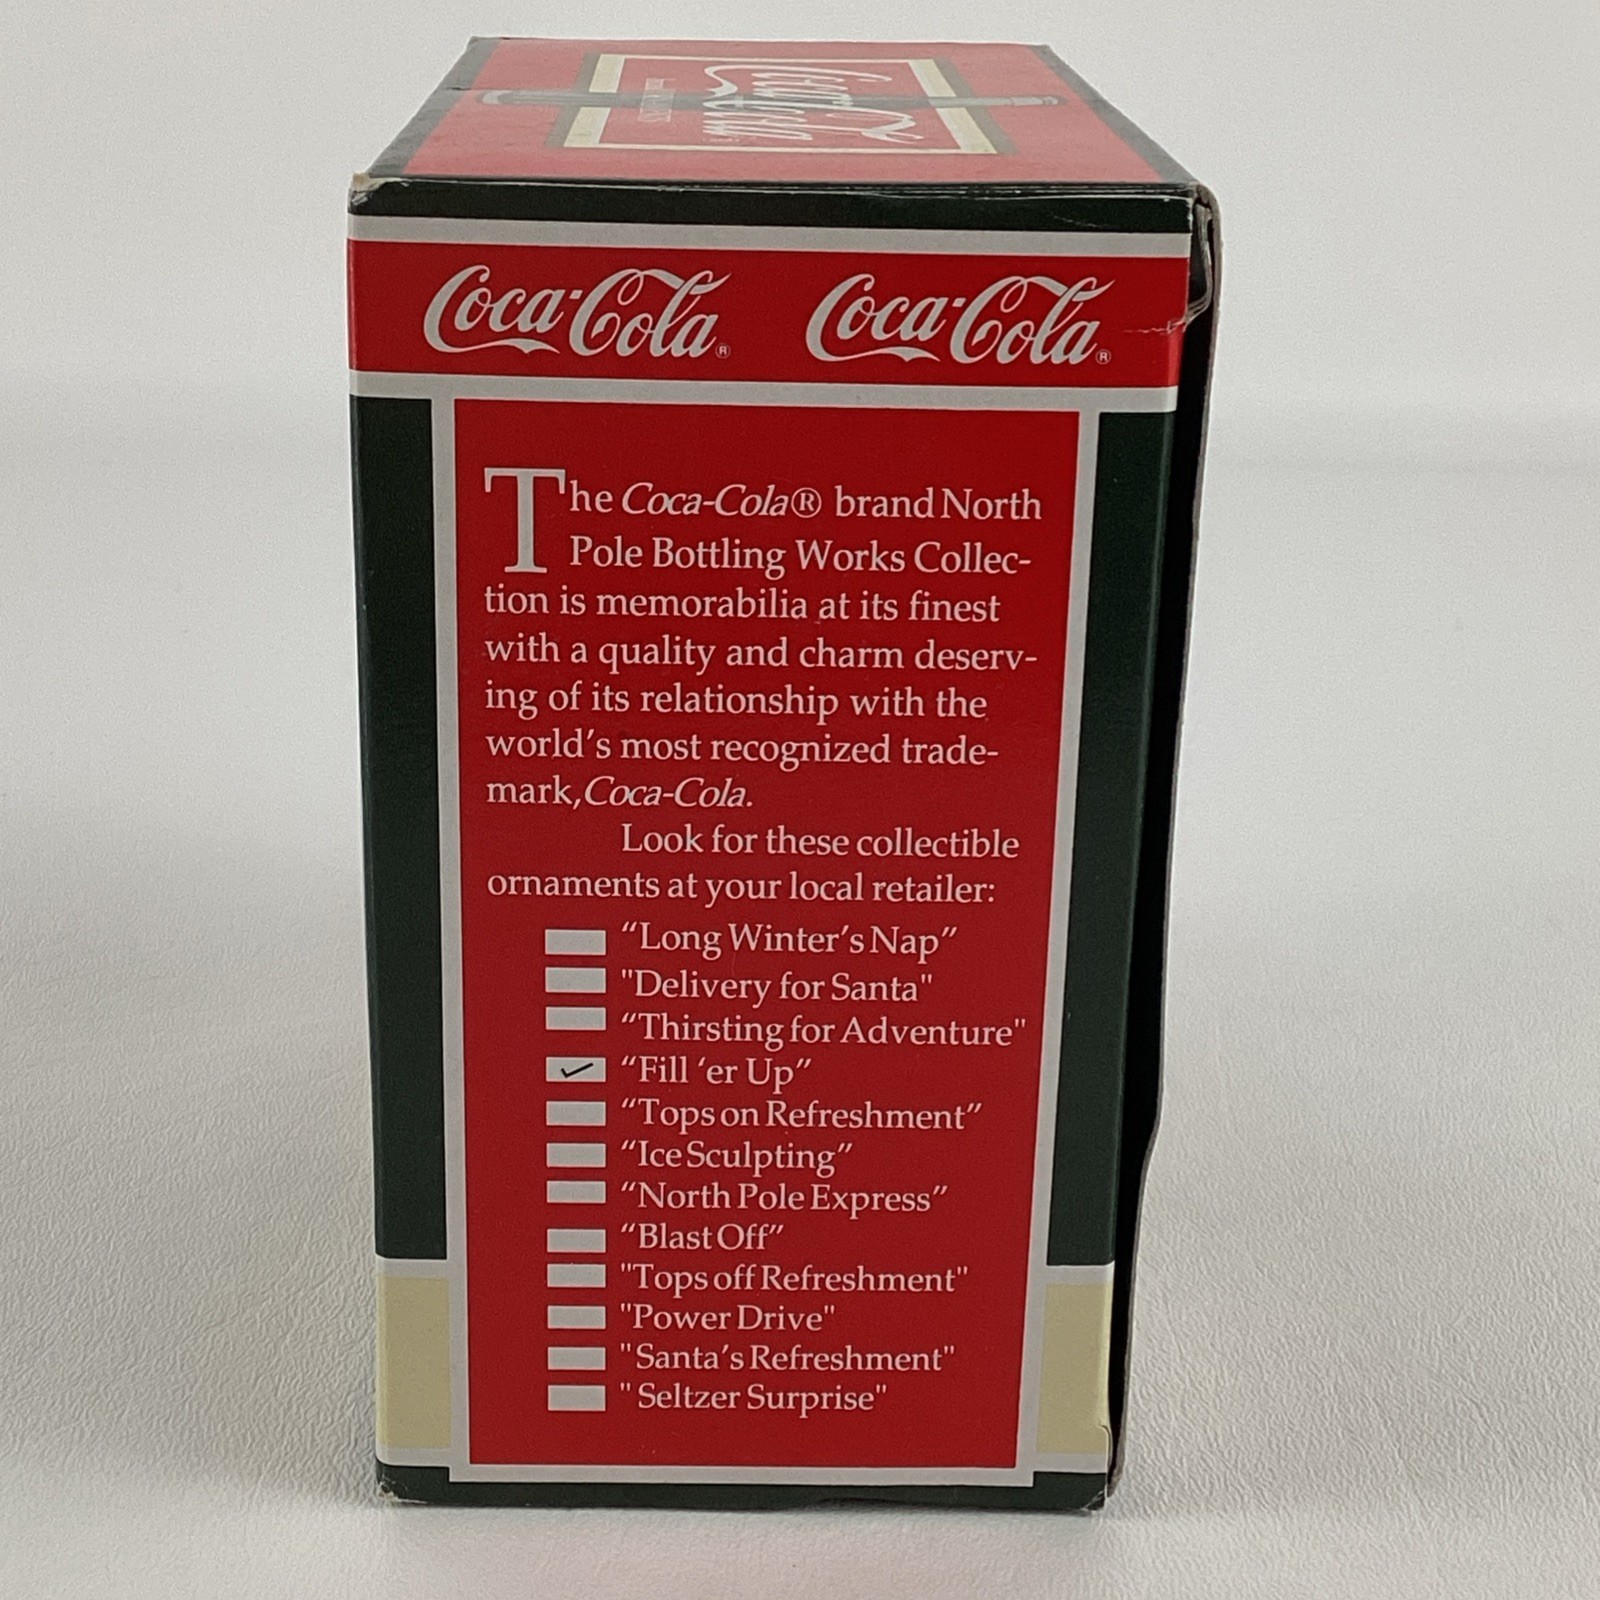 Coca-Cola
Coca-Cola® Coca-Cola®
The Coca-Cola® brand North
Pole Bottling Works Collec-
tion is memorabilia at its finest
with a quality and charm deserv-
ing of its relationship with the
world's most recognized trade-
mark, Coca-Cola.
Look for these collectible
ornaments at your local retailer:
“Long Winter's Nap”
"Delivery for Santa"
“Thirsting for Adventure"
✓ “Fill ‘er Up”
“Tops on Refreshment”
“Ice Sculpting”
“North Pole Express”
“Blast Off”
"Tops off Refreshment"
"Power Drive"
"Santa's Refreshment"
" Seltzer Surprise"